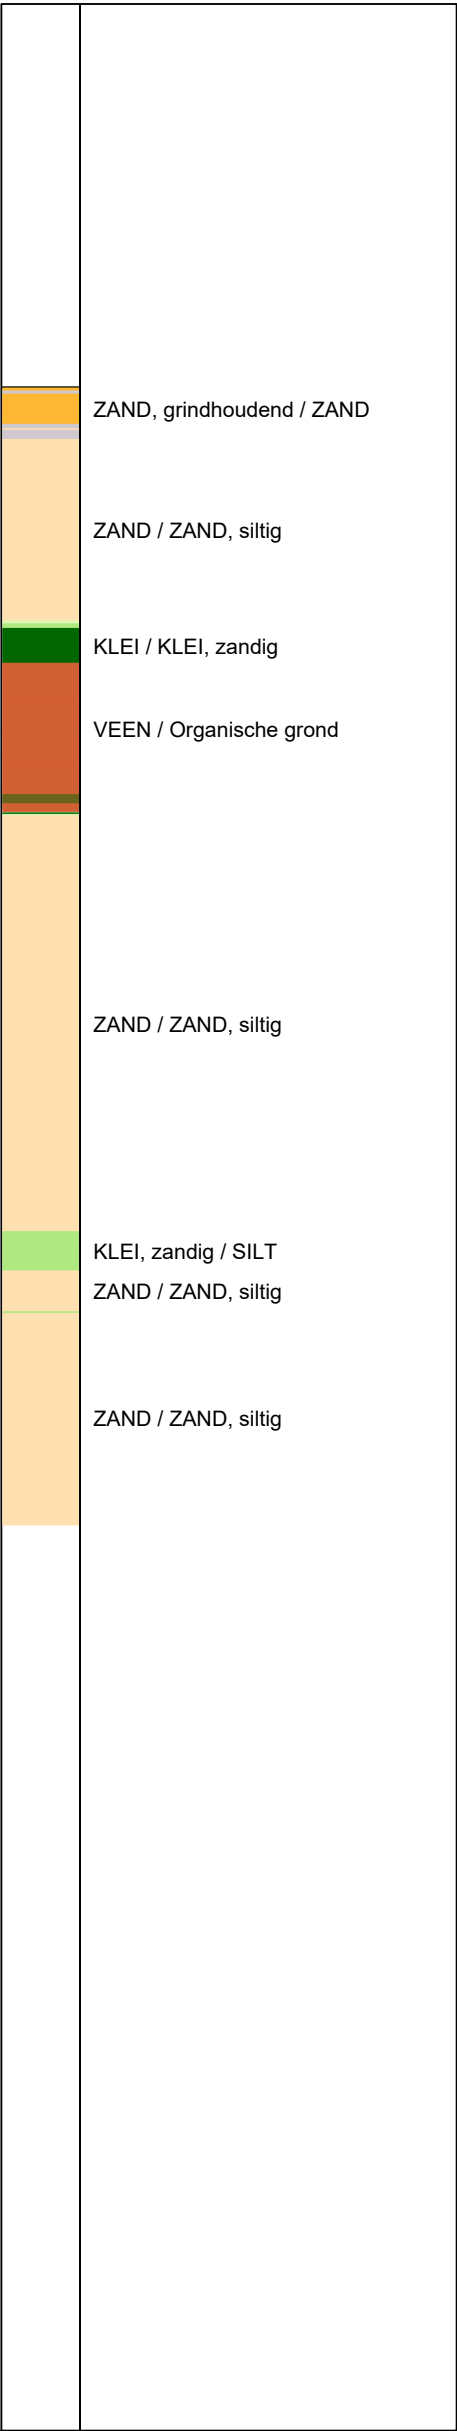 ZAND, grindhoudend / ZAND
ZAND / ZAND, siltig
KLEI / KLEI, zandig
VEEN / Organische grond
ZAND / ZAND, siltig
KLEI, zandig / SILT
ZAND / ZAND, siltig
ZAND / ZAND, siltig